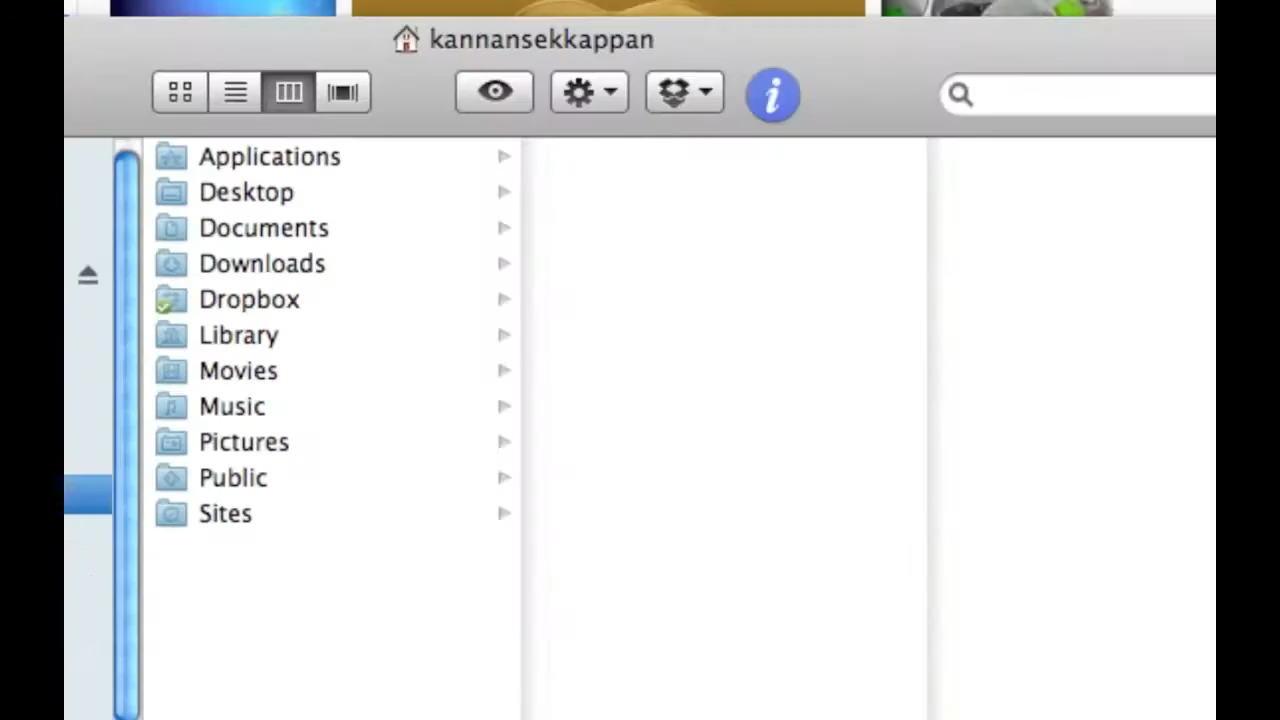 kannansekkappan
i
Applications
Desktop
Documents
Downloads
Dropbox
Library
Movies
Music
Pictures
Public
Sites